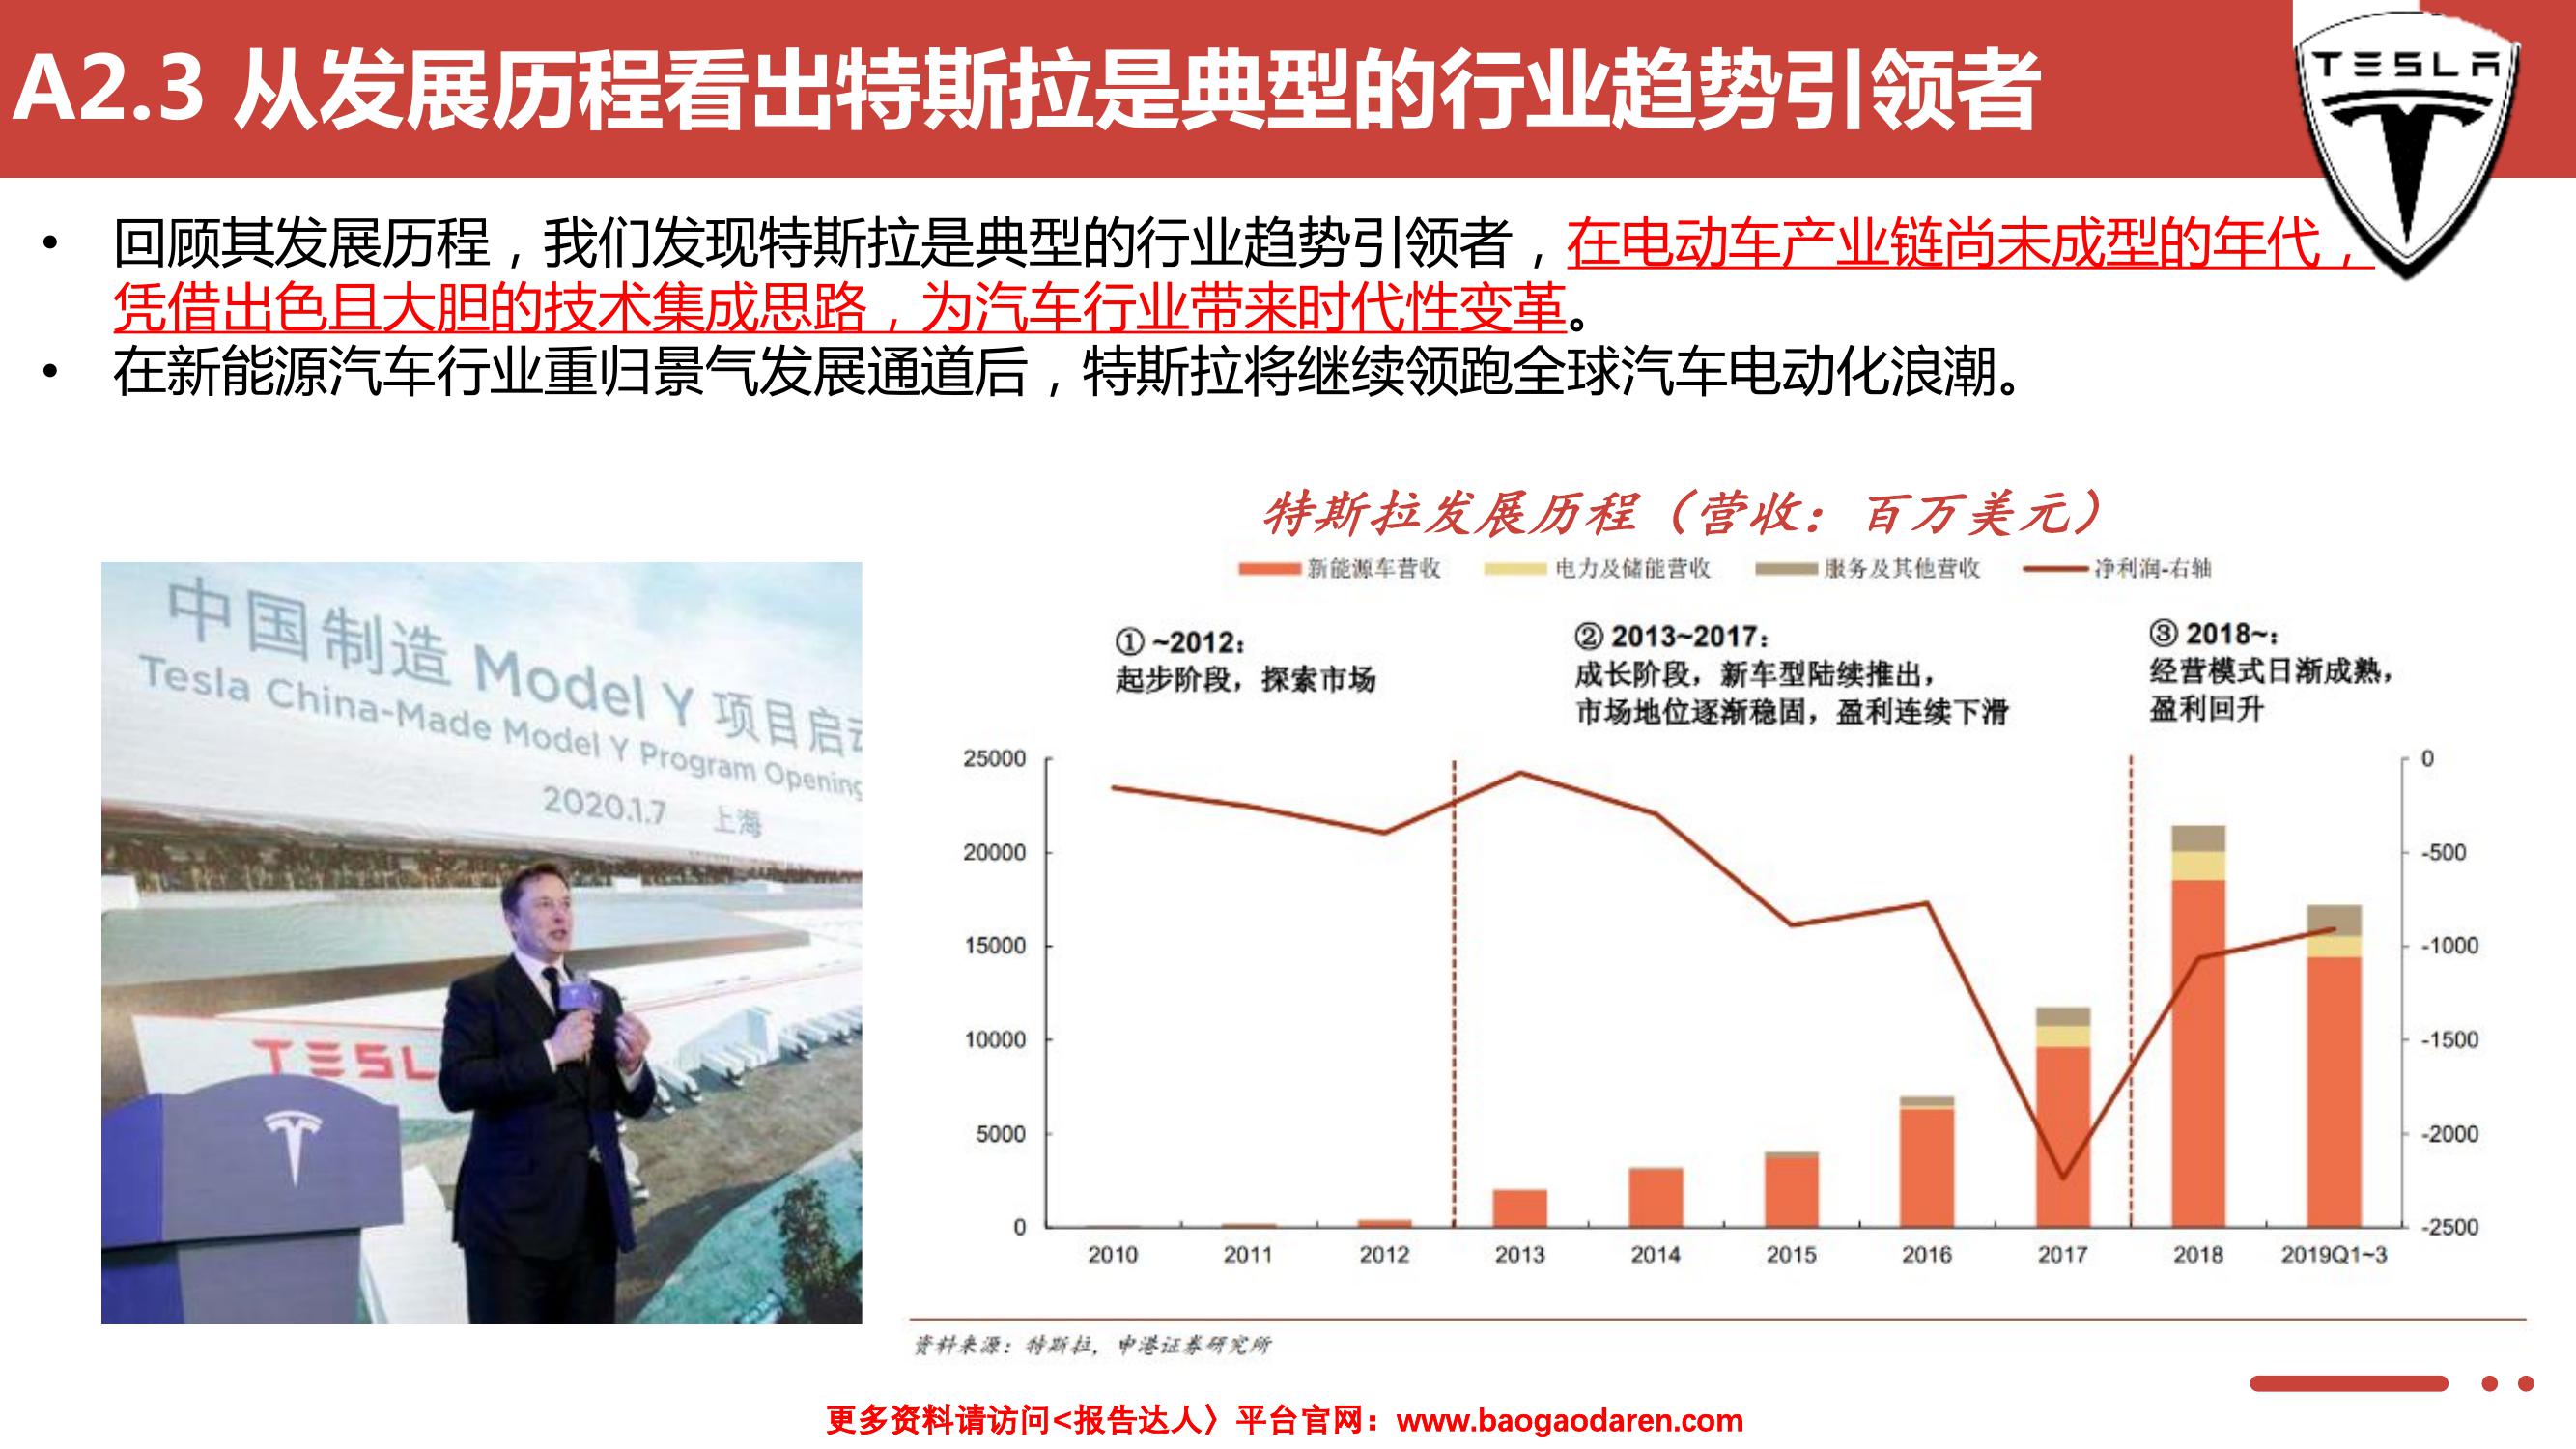 A2.3 从发展历程看出特斯拉是典型的行业趋势引领者
TESLA
• 回顾其发展历程，我们发现特斯拉是典型的行业趋势引领者，在电动车产业链尚未成型的年代，
凭借出色且大胆的技术集成思路，为汽车行业带来时代性变革。
• 在新能源汽车行业重归景气发展通道后，特斯拉将继续领跑全球汽车电动化浪潮。
中国制造 Model Y 项目启
Tesla China-Made Model Y Program Opening
2020.1.7 上海
TESL
特斯拉发展历程（营收：百万美元）
新能源车营收 电力及储能营收 服务及其他营收 净利润-右轴
① ~2012：
起步阶段，探索市场
② 2013~2017：
成长阶段，新车型陆续推出，
市场地位逐渐稳固，盈利连续下滑
③ 2018~：
经营模式日渐成熟，
盈利回升
25000 0
20000 -500
15000 -1000
10000 -1500
5000 -2000
0 -2500
2010 2011 2012 2013 2014 2015 2016 2017 2018 2019Q1~3
资料来源：特斯拉，申港证券研究所
更多资料请访问<报告达人〉平台官网：www.baogaodaren.com